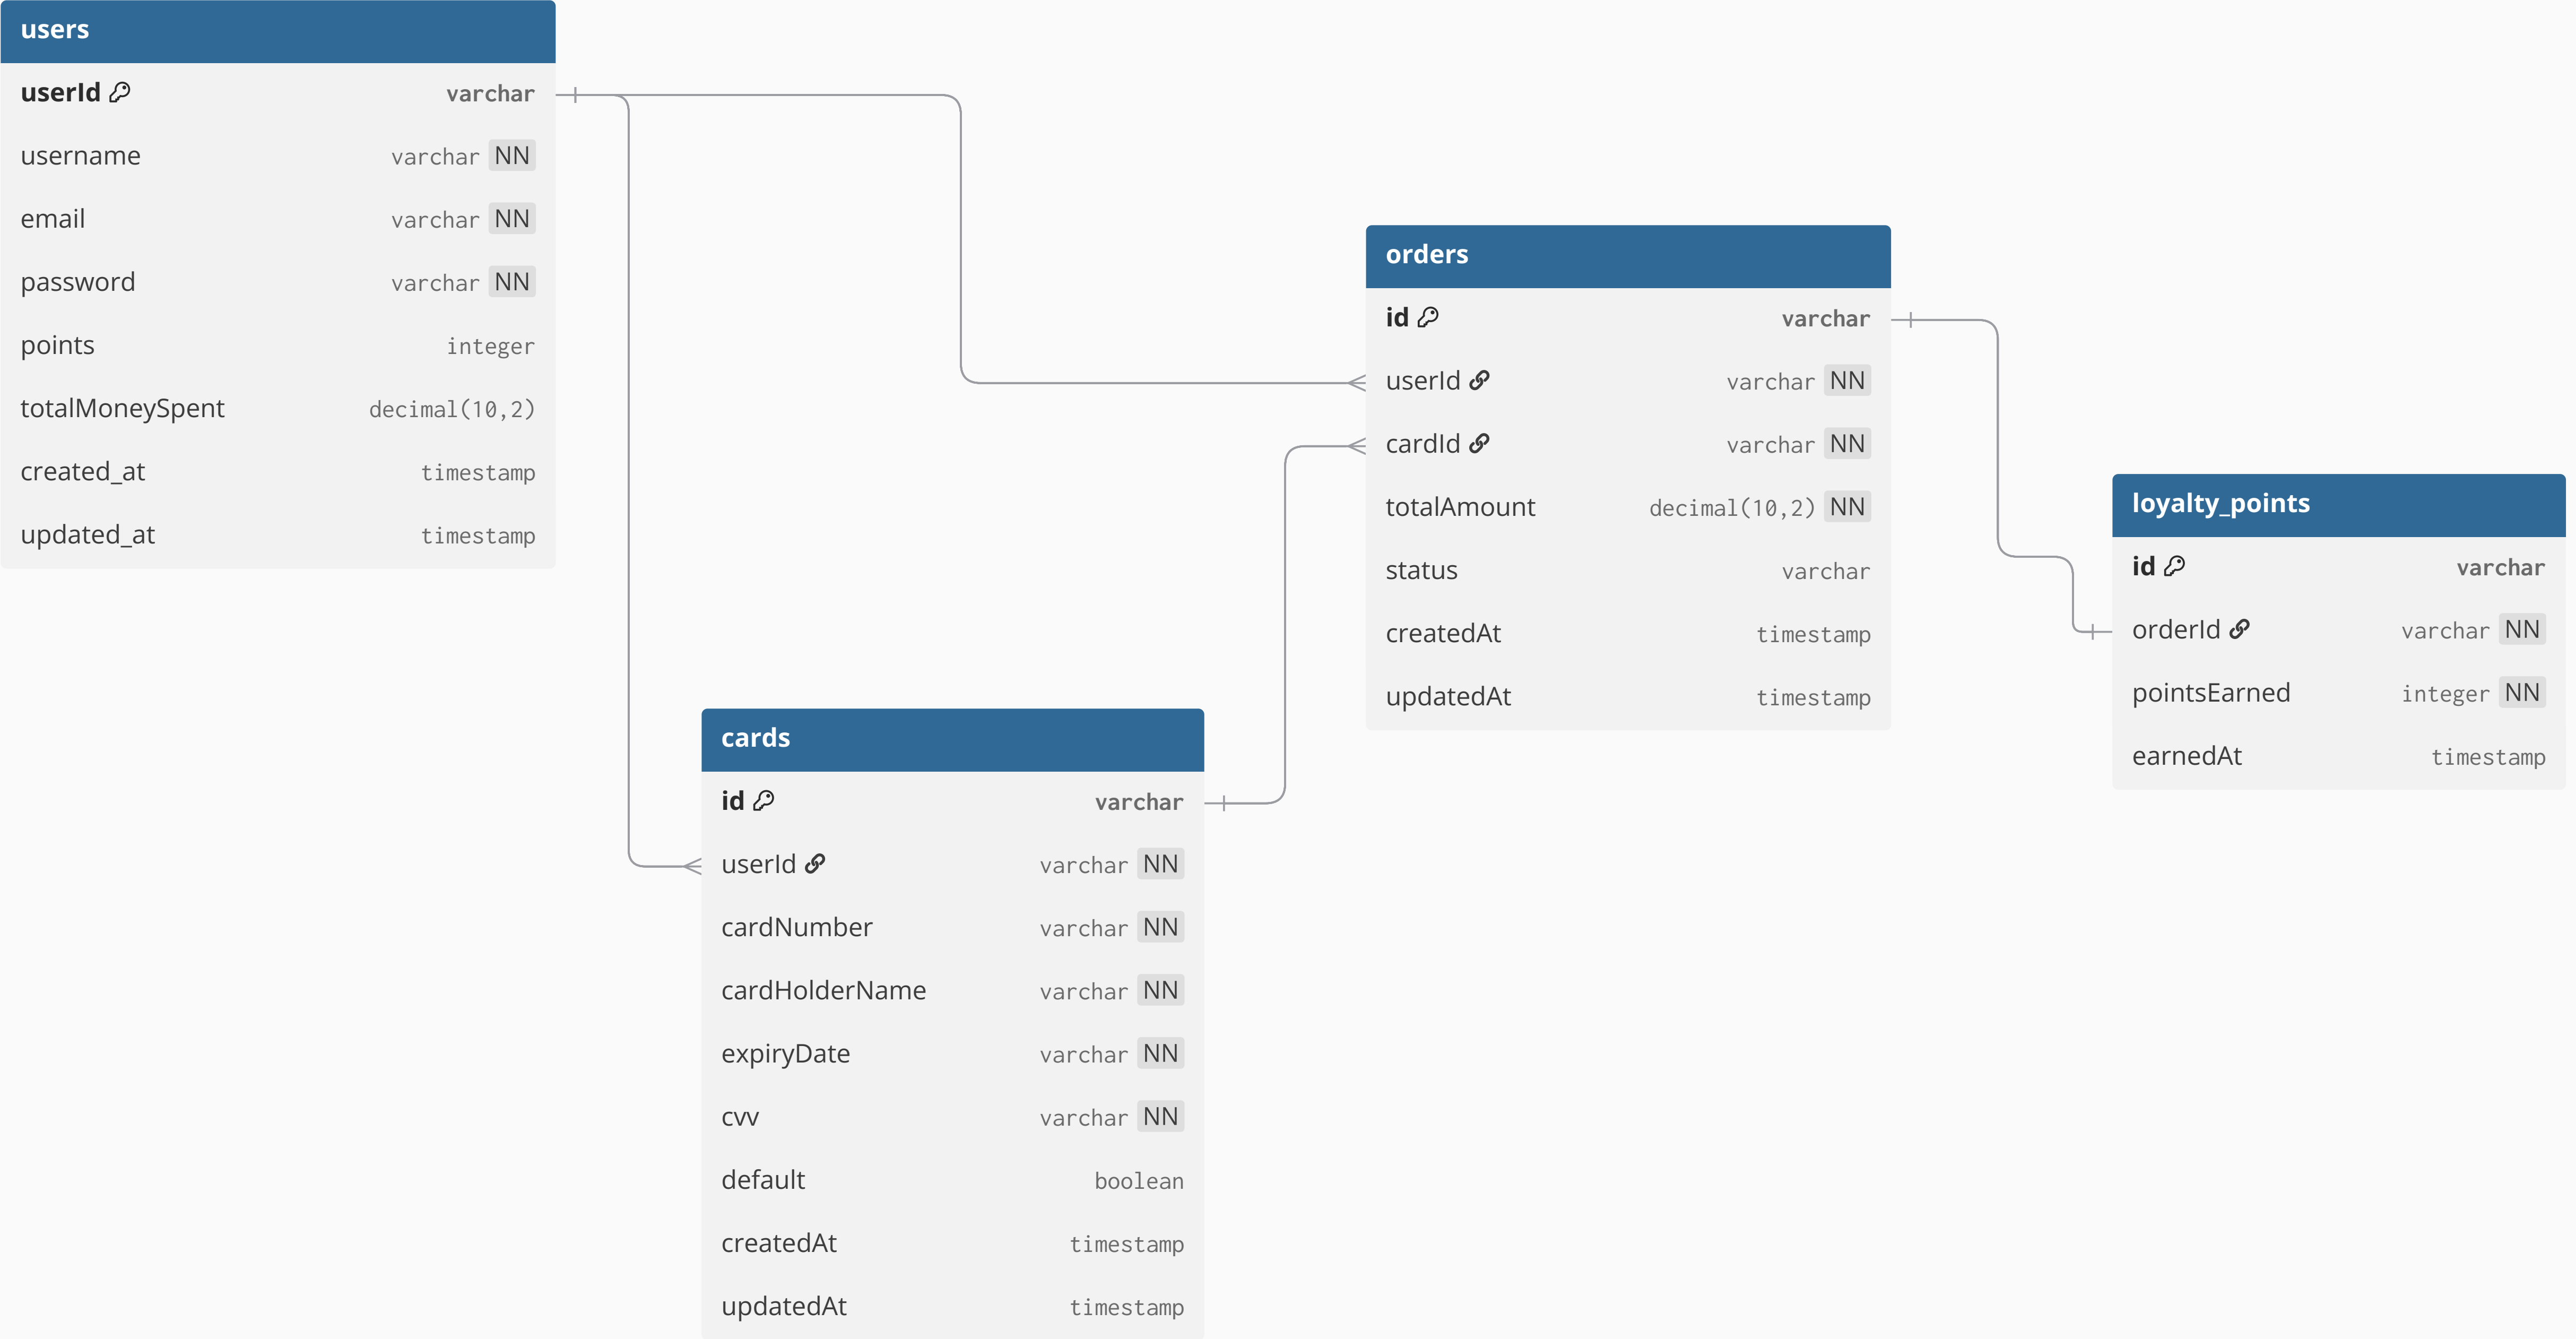 users
userId varchar
username varchar NN
email varchar NN
password varchar NN
points integer
totalMoneySpent decimal(10,2)
created_at timestamp
updated_at timestamp
orders
id varchar
userId varchar NN
cardId varchar NN
totalAmount decimal(10,2) NN
status varchar
createdAt timestamp
updatedAt timestamp
loyalty_points
id varchar
orderId varchar NN
pointsEarned integer NN
earnedAt timestamp
cards
id varchar
userId varchar NN
cardNumber varchar NN
cardHolderName varchar NN
expiryDate varchar NN
cvv varchar NN
default boolean
createdAt timestamp
updatedAt timestamp